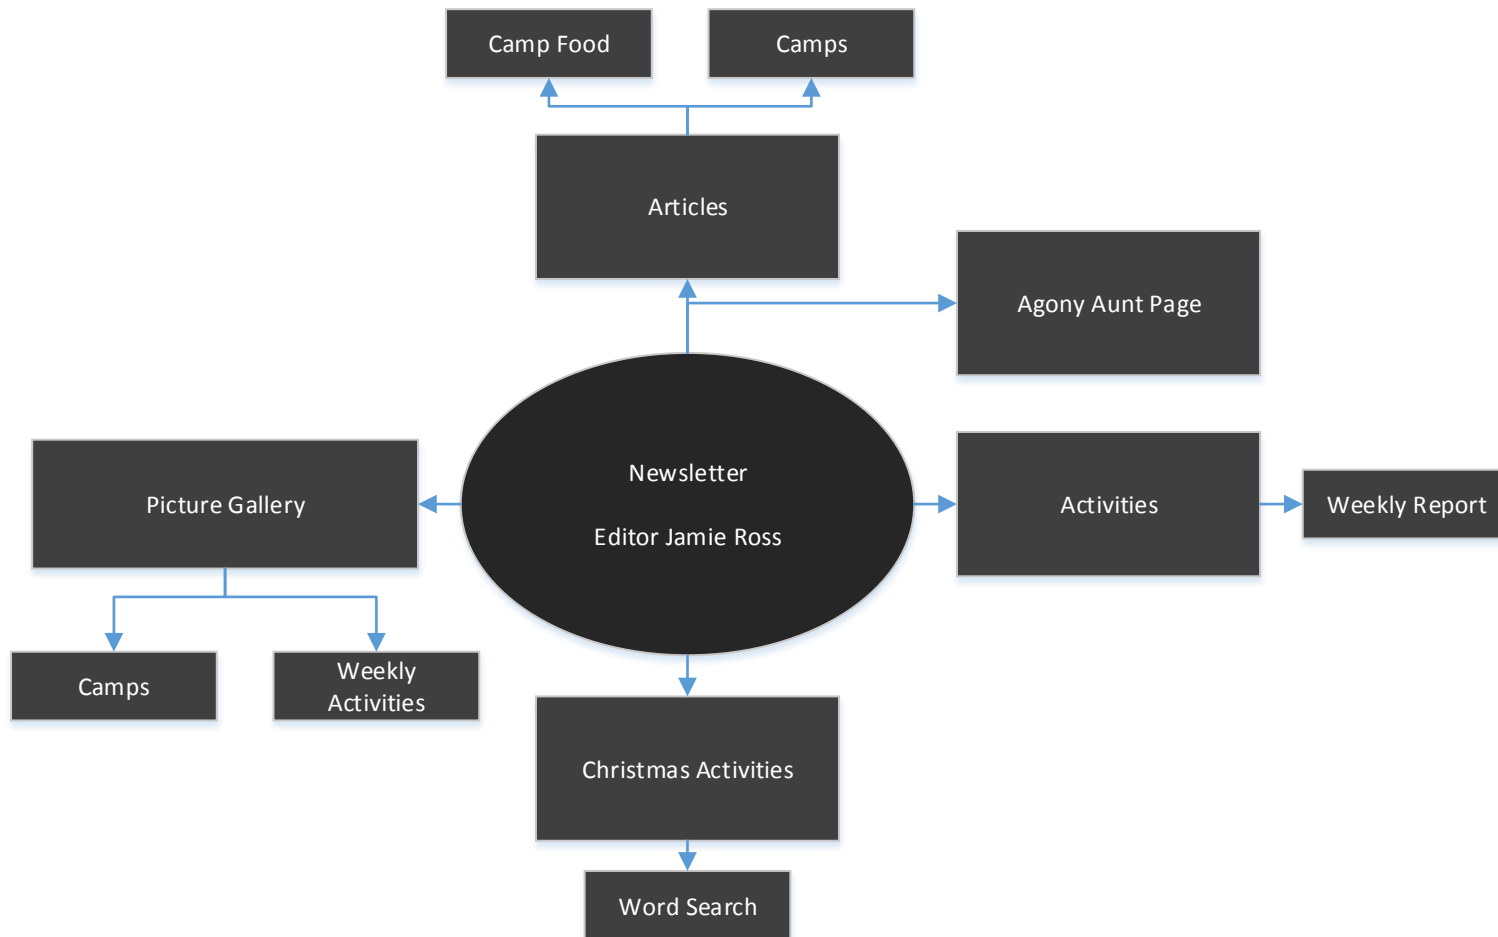 Camp Food
Camps
Articles
Agony Aunt Page
Newsletter
Editor Jamie Ross
Picture Gallery
Activities
Weekly Report
Camps
Weekly
Activities
Christmas Activities
Word Search